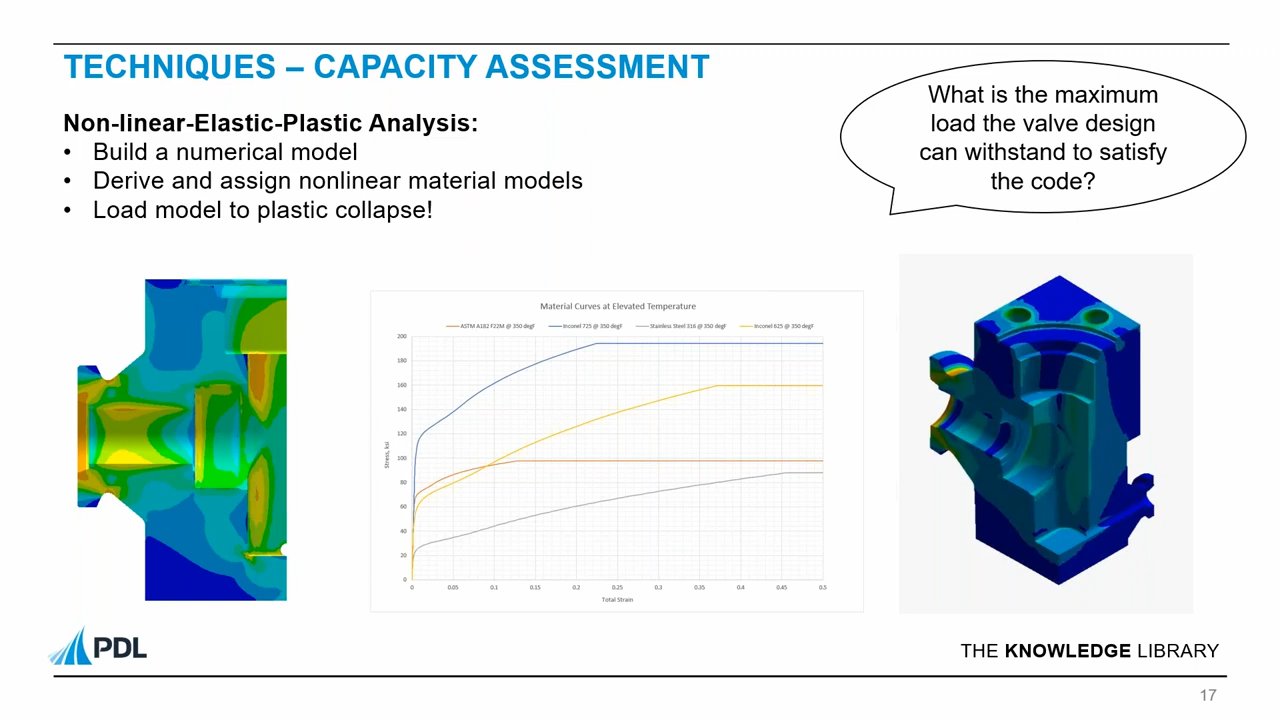 TECHNIQUES – CAPACITY ASSESSMENT
Non-linear-Elastic-Plastic Analysis:
• Build a numerical model
• Derive and assign nonlinear material models
• Load model to plastic collapse!
What is the maximum
load the valve design
can withstand to satisfy
the code?
Material Curves at Elevated Temperature
ASTM A182 F22M @ 350 degF Inconel 725 @ 350 degF Stainless Steel 316 @ 350 degF Inconel 625 @ 350 degF
200
180
160
140
120
100
80
60
40
20
0
Stress, ksi
0 0.05 0.1 0.15 0.2 0.25 0.3 0.35 0.4 0.45 0.5
Total Strain
PDL
THE KNOWLEDGE LIBRARY
17